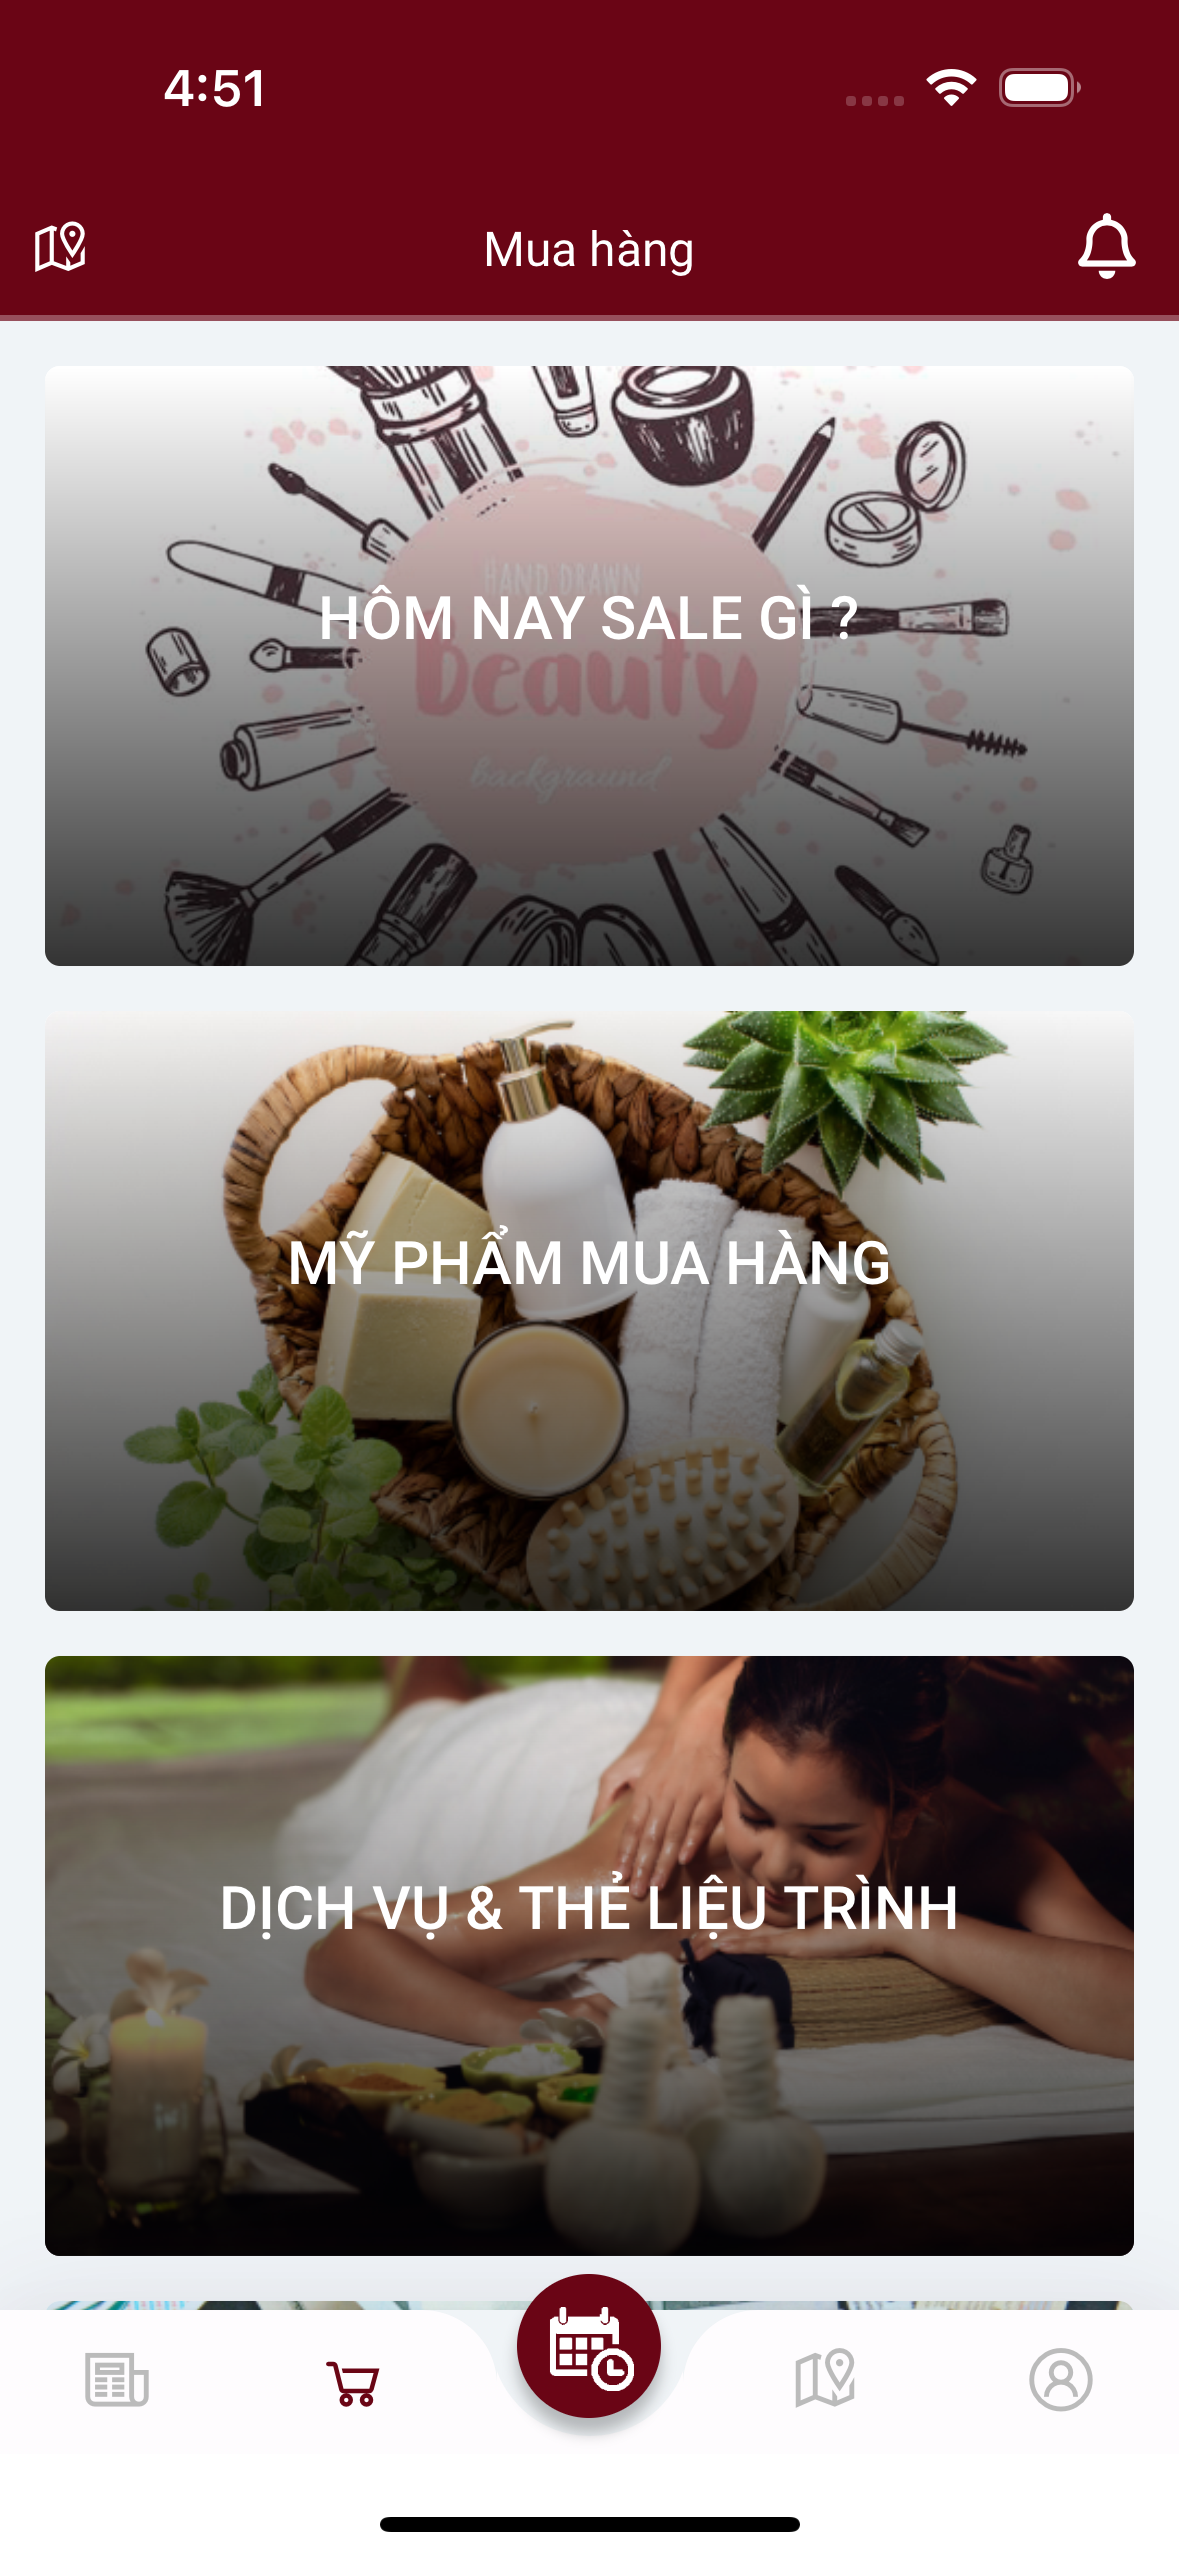 4:51
Mua hàng
HAND DRAWN
HÔM NAY SALE GÌ ?
beauty
background
MỸ PHẨM MUA HÀNG
DỊCH VỤ & THẺ LIỆU TRÌNH